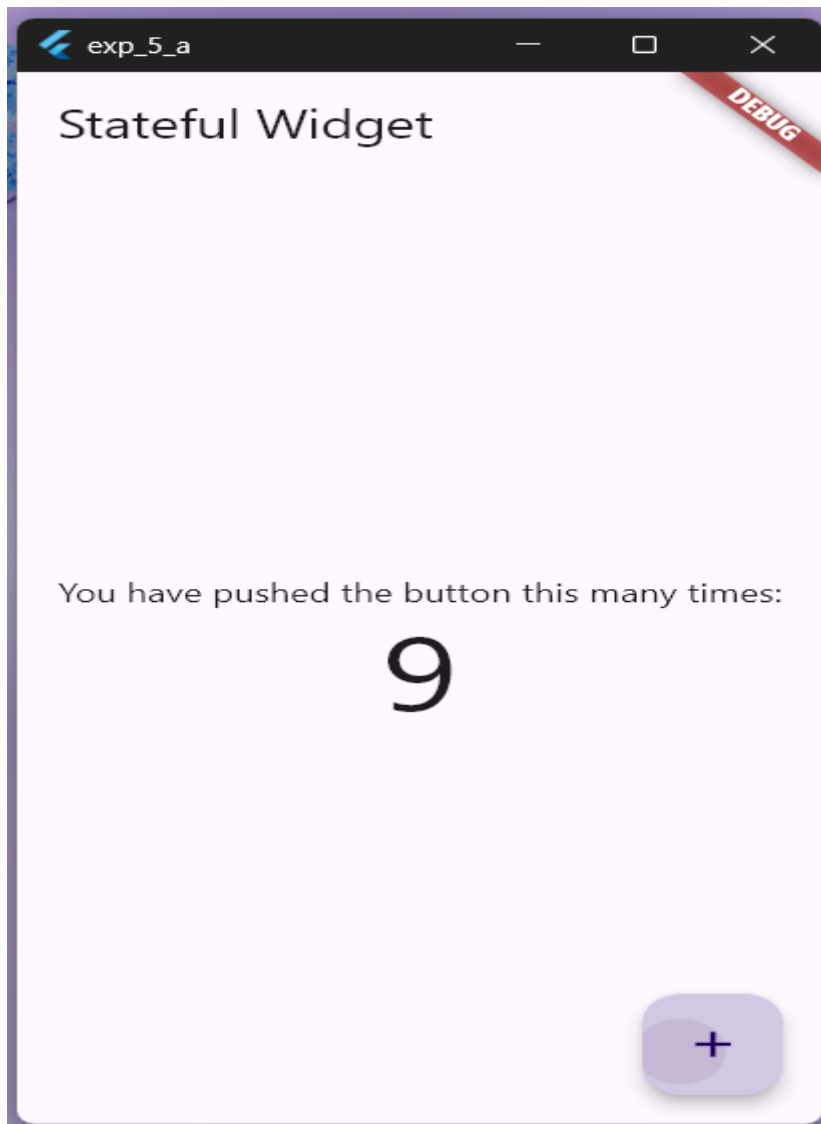 exp_5_a
DEBUG
Stateful Widget
You have pushed the button this many times:
9
+